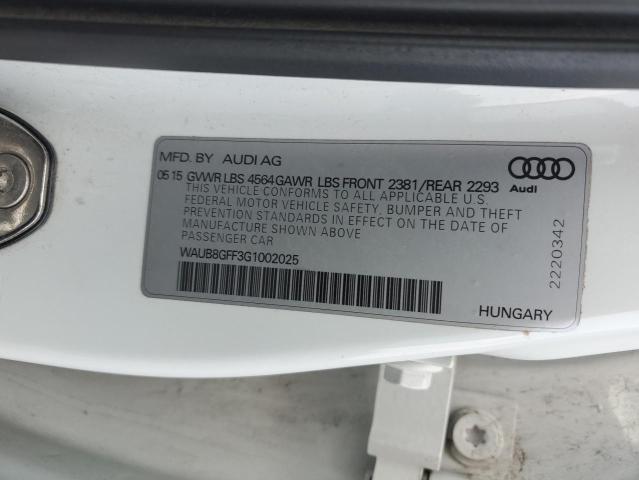 MFD. BY AUDI AG
05 15 GVWR LBS 4564 GAWR LBS FRONT 2381/REAR 2293
THIS VEHICLE CONFORMS TO ALL APPLICABLE U.S.
FEDERAL MOTOR VEHICLE SAFETY, BUMPER AND THEFT
PREVENTION STANDARDS IN EFFECT ON THE DATE OF
MANUFACTURE SHOWN ABOVE
PASSENGER CAR
WAUB8GFF3G1002025
Audi
2220342
HUNGARY